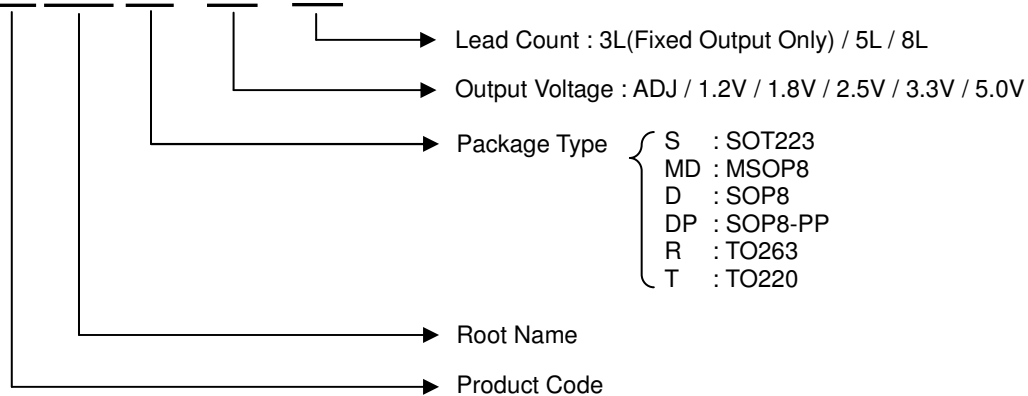 Lead Count : 3L(Fixed Output Only) / 5L / 8L
Output Voltage : ADJ / 1.2V / 1.8V / 2.5V / 3.3V / 5.0V
Package Type
S : SOT223
MD : MSOP8
D : SOP8
DP : SOP8-PP
R : TO263
T : TO220
Root Name
Product Code